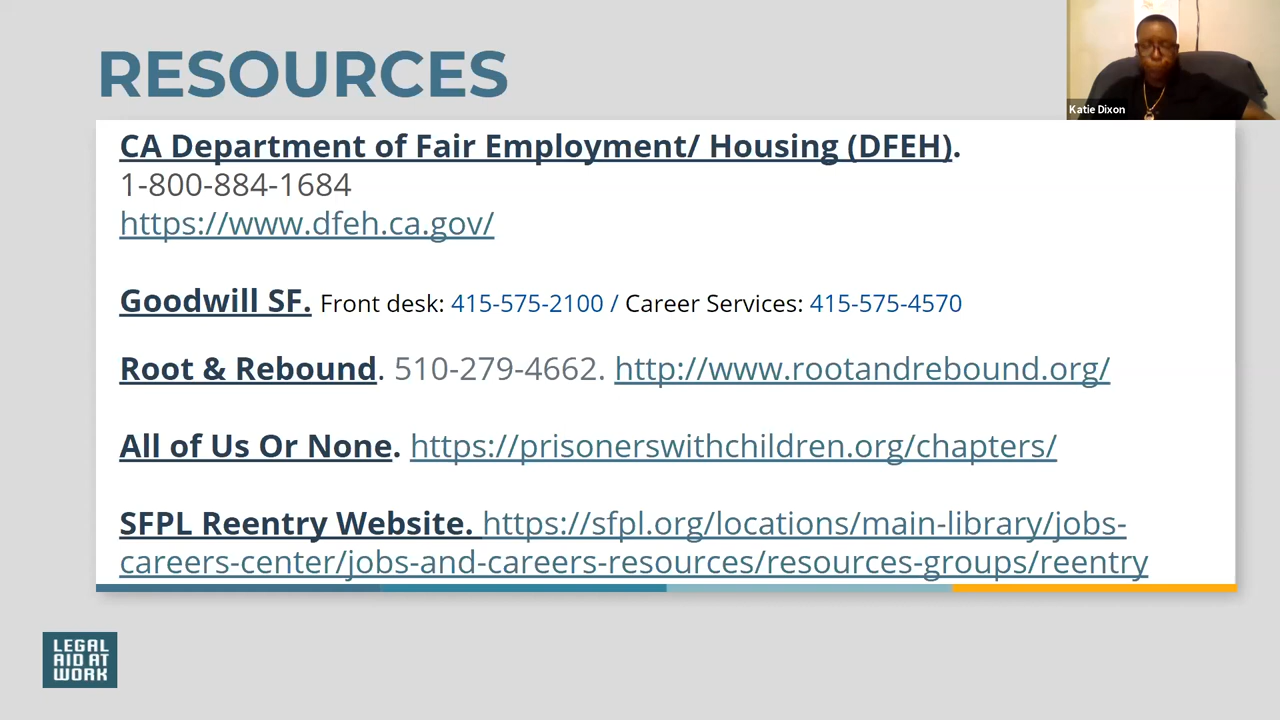 RESOURCES
Katie Dixon
CA Department of Fair Employment/ Housing (DFEH).
1-800-884-1684
https://www.dfeh.ca.gov/
Goodwill SF. Front desk: 415-575-2100 / Career Services: 415-575-4570
Root & Rebound. 510-279-4662. http://www.rootandrebound.org/
All of Us Or None. https://prisonerswithchildren.org/chapters/
SFPL Reentry Website. https://sfpl.org/locations/main-library/jobs-
careers-center/jobs-and-careers-resources/resources-groups/reentry
LEGAL
AID AT
WORK